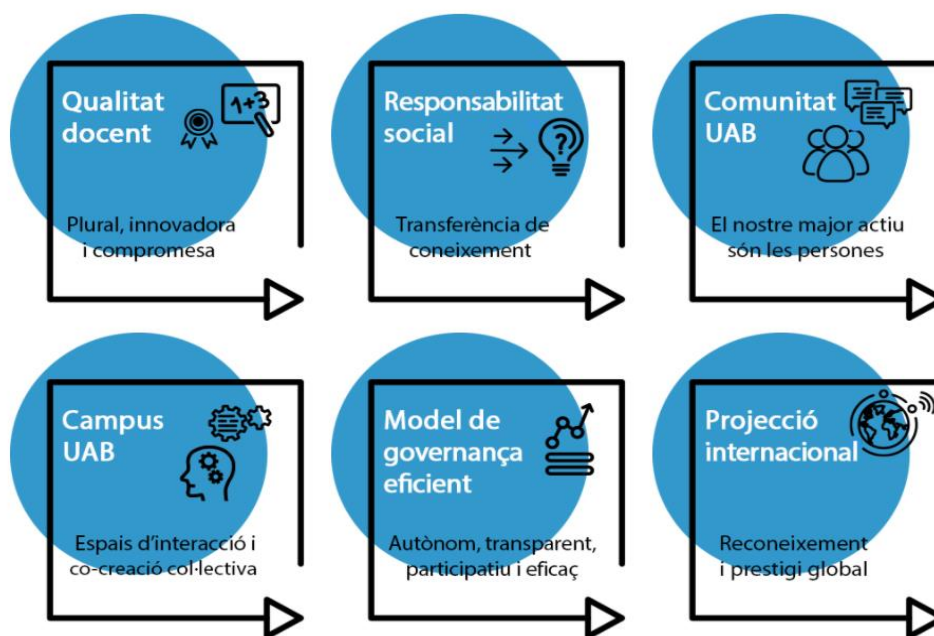 Qualitat
docent
1+3
Plural, innovadora
i compromesa
Responsabilitat
social
?
Transferència de
coneixement
Comunitat
UAB
El nostre major actiu
són les persones
Campus
UAB
Espais d’interacció i
co-creació col·lectiva
Model de
governança
eficient
Autònom, transparent,
participatiu i eficaç
Projecció
internacional
Reconeixement
i prestigi global